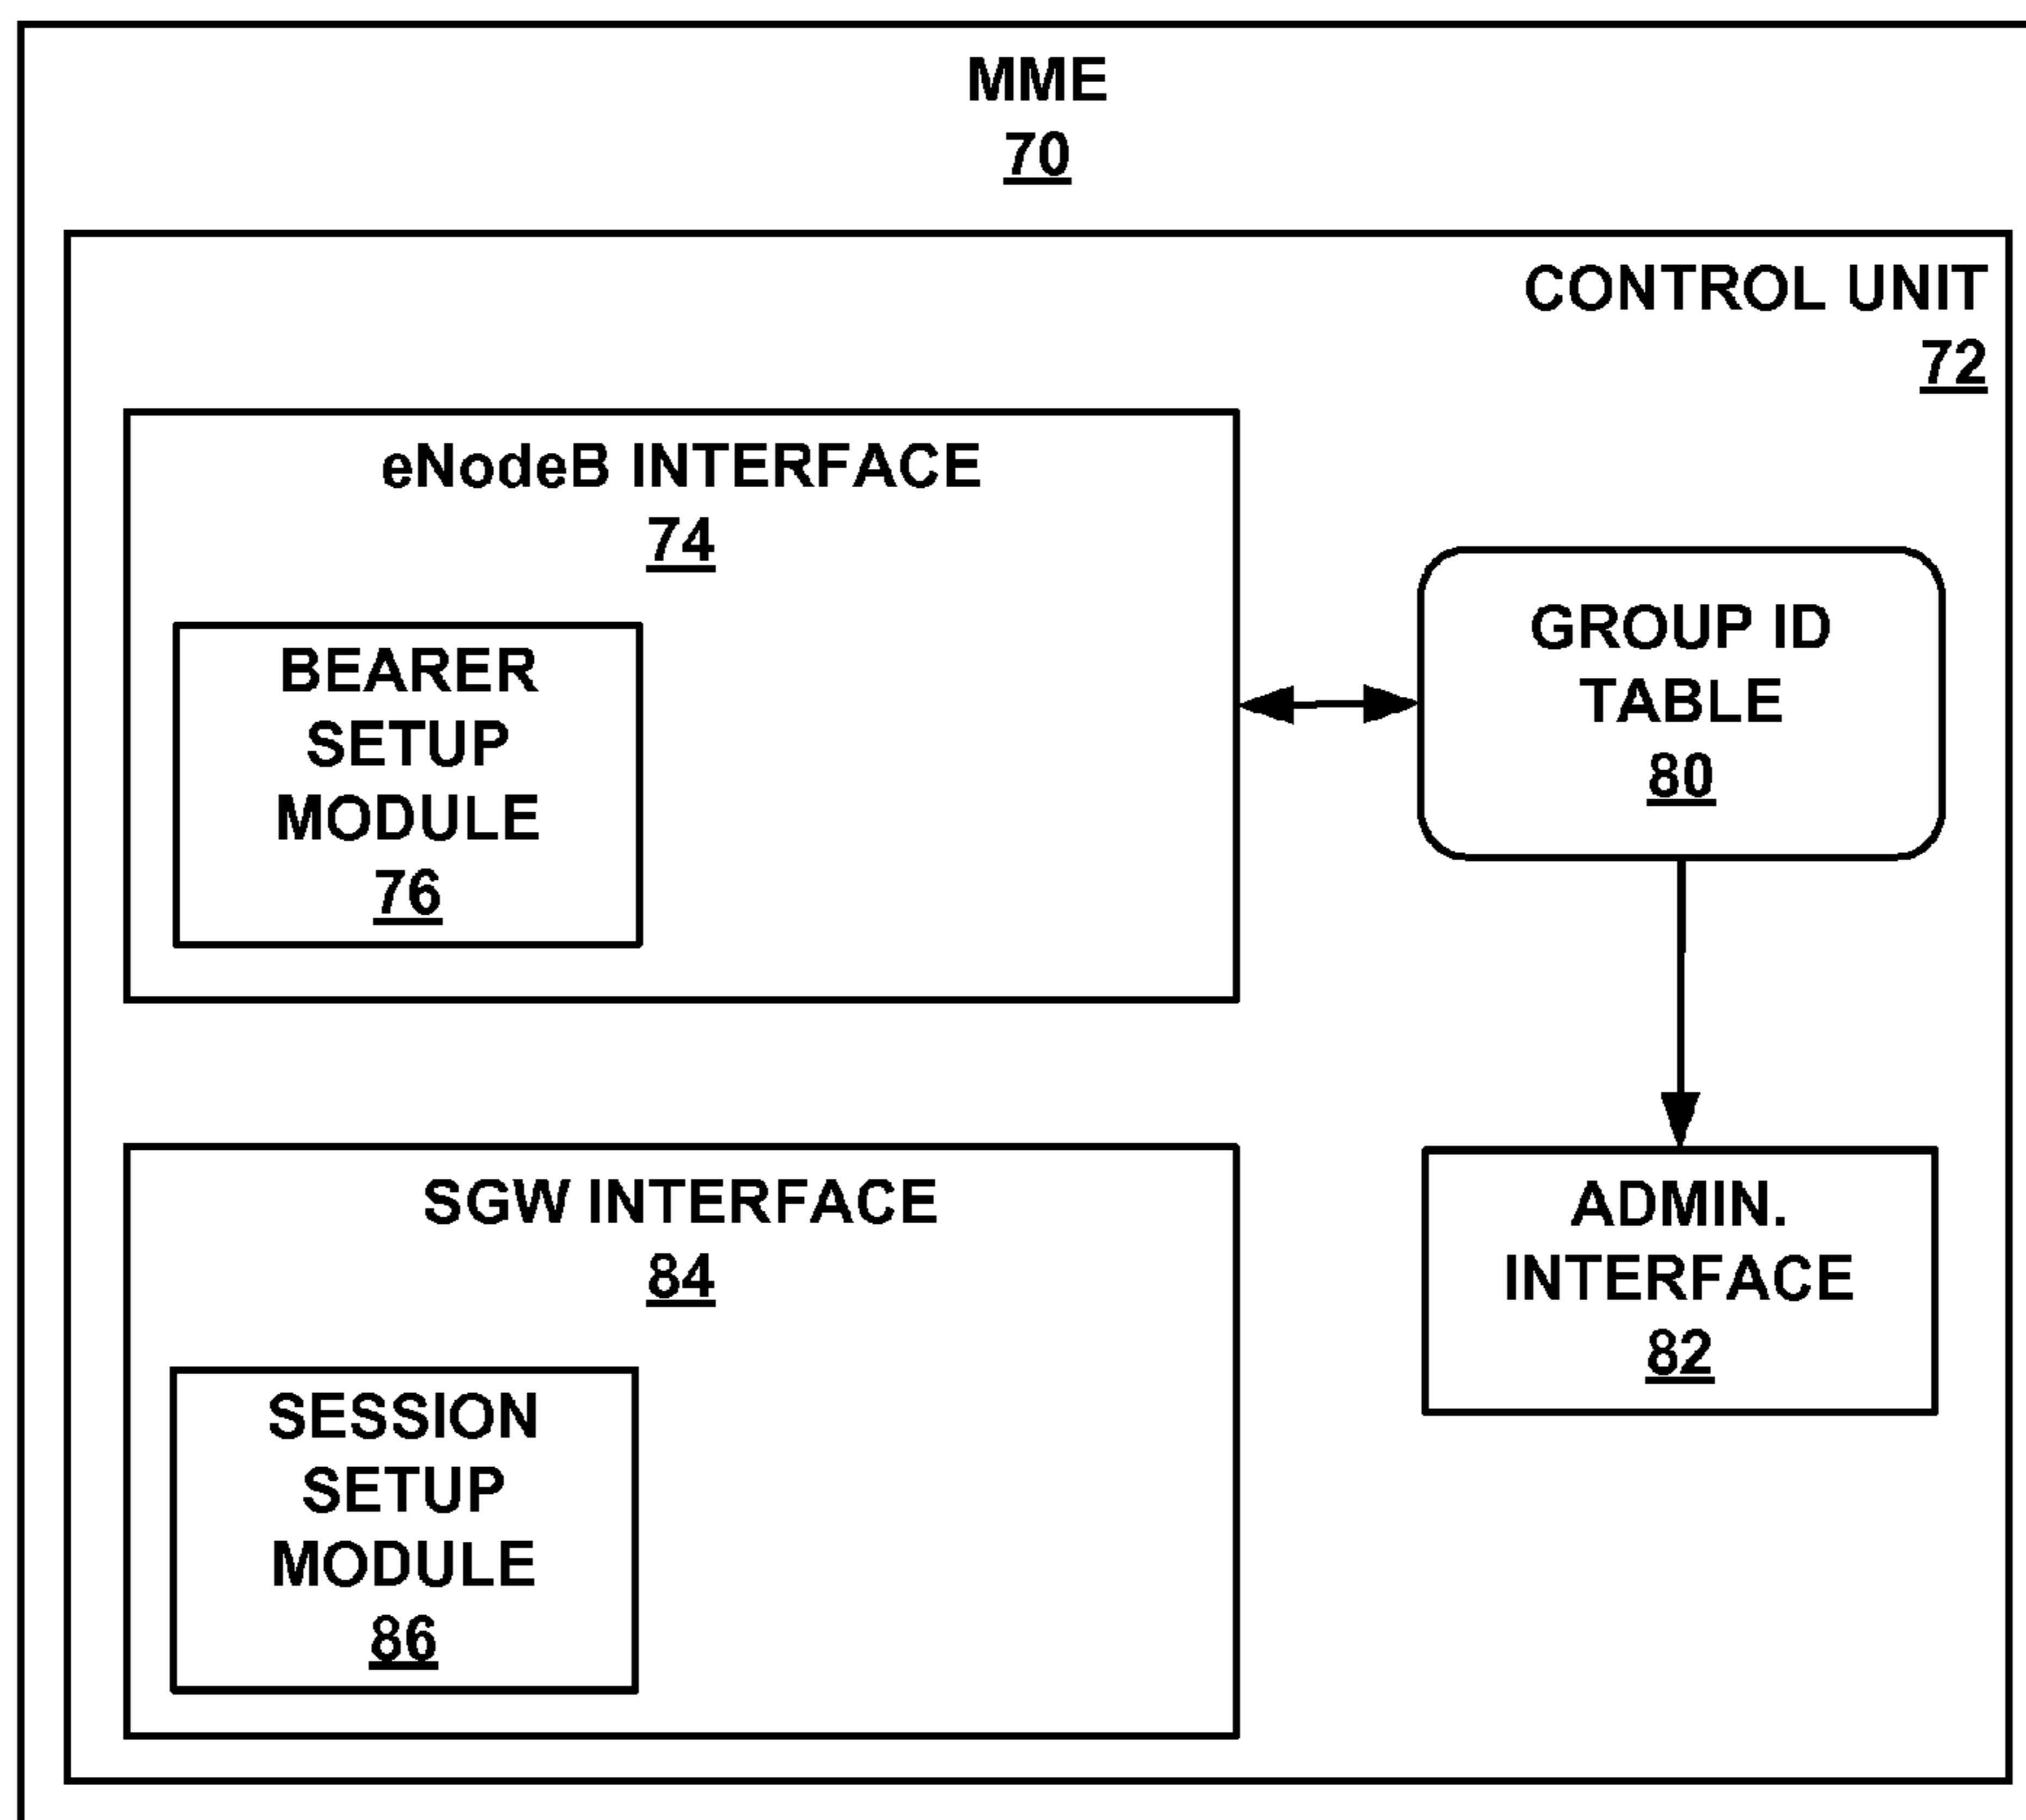 MME
70
CONTROL UNIT
72
eNodeB INTERFACE
74
BEARER
SETUP
MODULE
76
GROUP ID
TABLE
80
SGW INTERFACE
84
SESSION
SETUP
MODULE
86
ADMIN.
INTERFACE
82